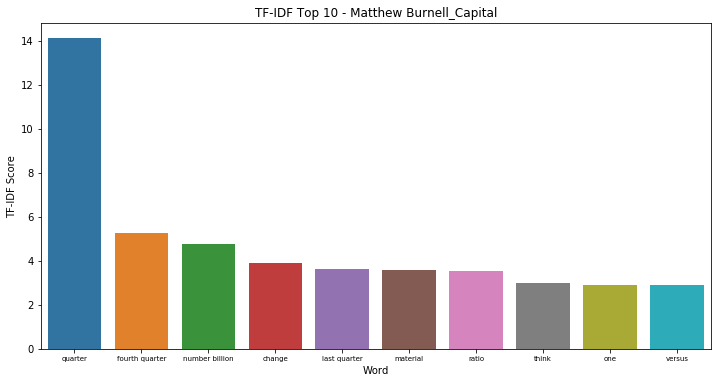 TF-IDF Top 10 - Matthew Burnell_Capital
TF-IDF Score
14
12
10
8
6
4
2
0
quarter fourth quarter number billion change last quarter material ratio think one versus
Word